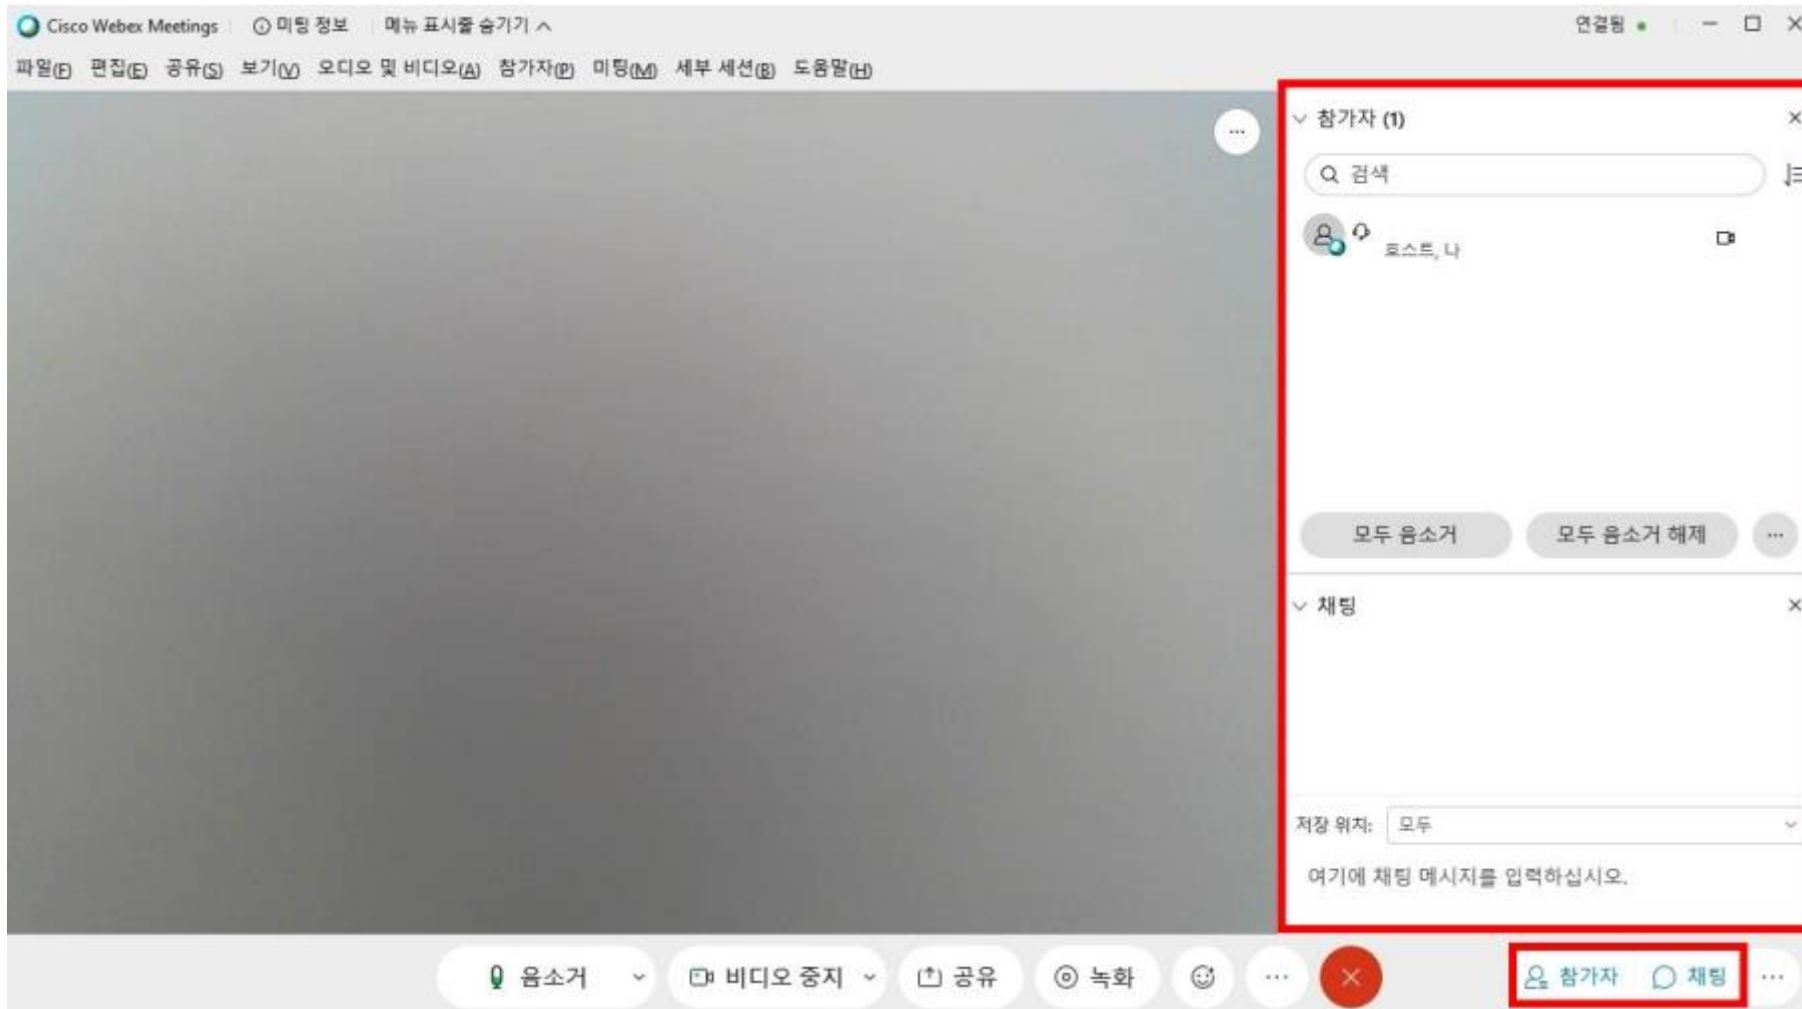 Cisco Webex Meetings 미팅 정보 메뉴 표시줄 숨기기 연결됨
파일(F) 편집(E) 공유(S) 보기(V) 오디오 및 비디오(A) 참가자(P) 미팅(M) 세부 세션(B) 도움말(H)
참가자 (1)
검색
호스트, 나
모두 음소거 모두 음소거 해제
채팅
저장 위치: 모두
여기에 채팅 메시지를 입력하십시오.
음소거 비디오 중지 공유 녹화 참가자 채팅